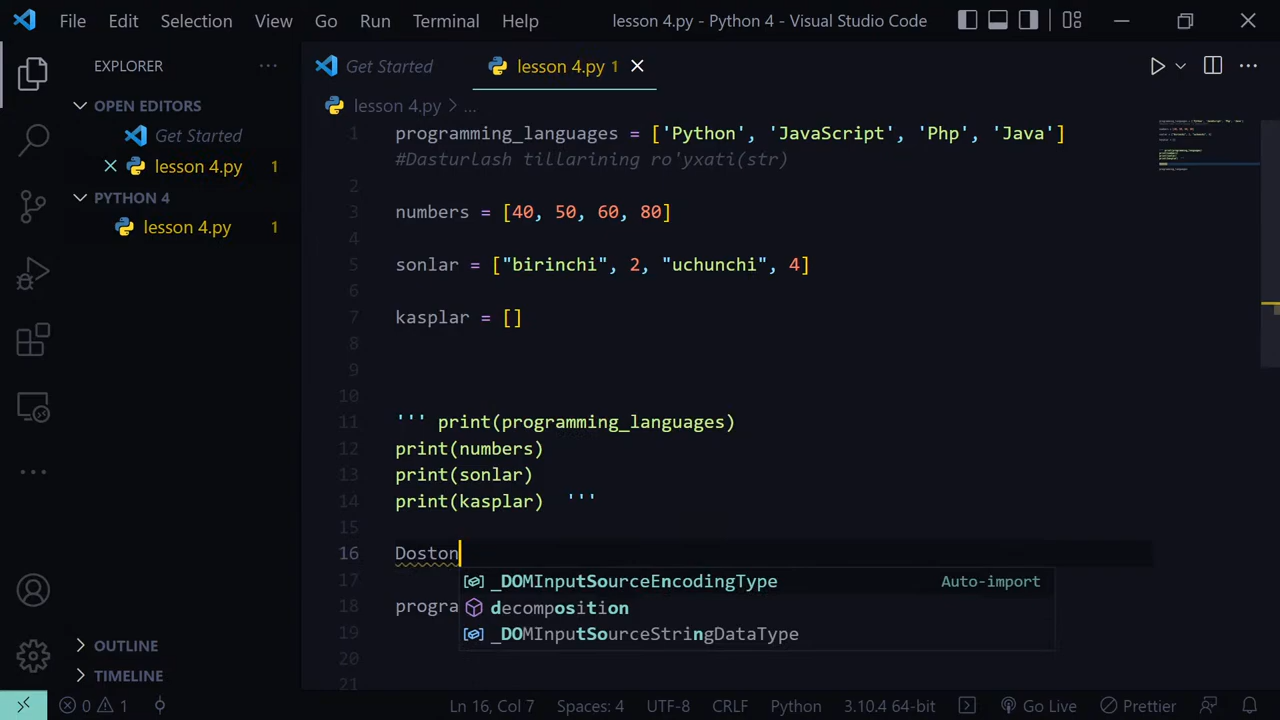 File Edit Selection View Go Run Terminal Help lesson 4.py - Python 4 - Visual Studio Code
EXPLORER
OPEN EDITORS
Get Started
lesson 4.py 1
PYTHON 4
lesson 4.py 1
OUTLINE
TIMELINE
Get Started lesson 4.py 1
lesson 4.py > ...
1 programming_languages = ['Python', 'JavaScript', 'Php', 'Java']
#Dasturlash tillarining ro'yxati(str)
2
3 numbers = [40, 50, 60, 80]
4
5 sonlar = ["birinchi", 2, "uchunchi", 4]
6
7 kasplar = []
8
9
10
11 ''' print(programming_languages)
12 print(numbers)
13 print(sonlar)
14 print(kasplar) '''
15
16 Doston
17
18 progra
19
20
21
_DOMInputSourceEncodingType Auto-import
decomposition
_DOMInputSourceStringDataType
0 1 Ln 16, Col 7 Spaces: 4 UTF-8 CRLF Python 3.10.4 64-bit Go Live Prettier